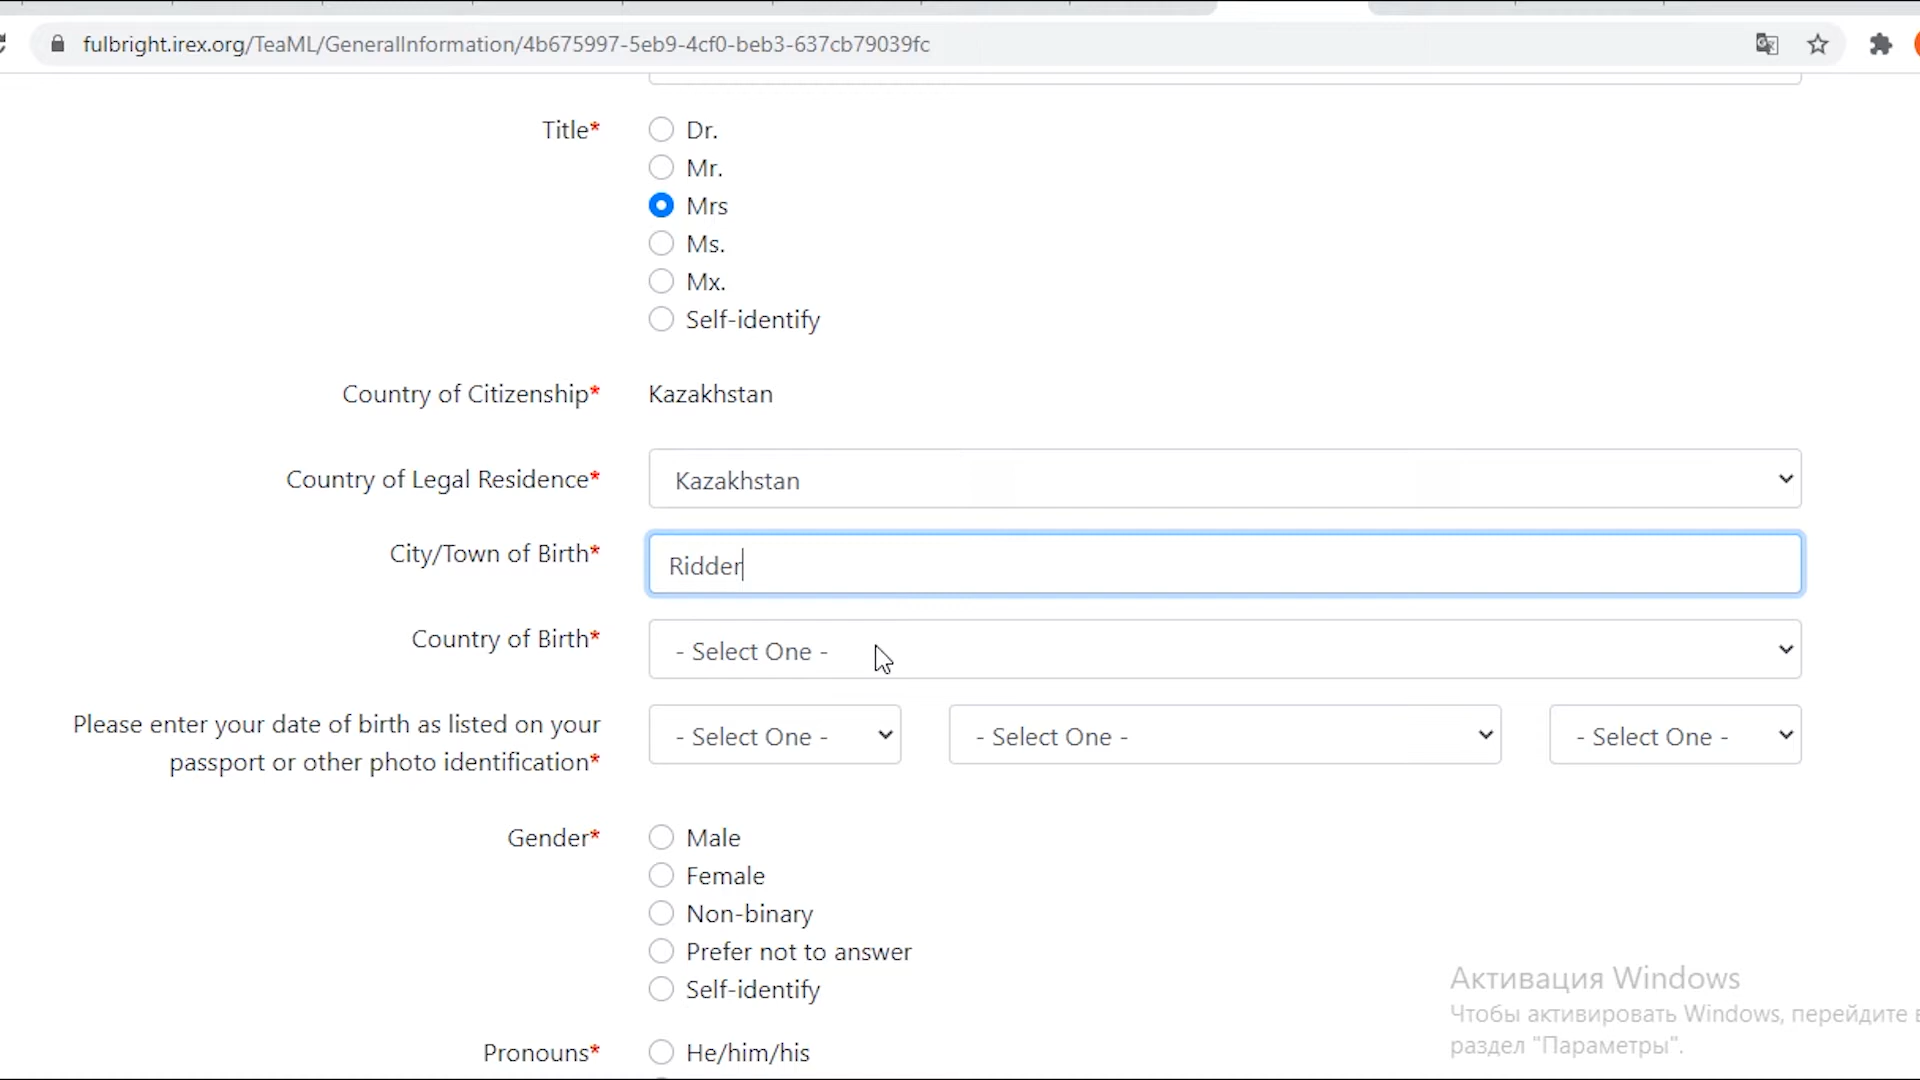 fulbright.irex.org/TeaML/GeneralInformation/4b675997-5eb9-4cf0-beb3-637cb79039fc
Title*
Dr.
Mr.
Mrs
Ms.
Mx.
Self-identify
Country of Citizenship*
Kazakhstan
Country of Legal Residence*
Kazakhstan
City/Town of Birth*
Ridder
Country of Birth*
- Select One -
Please enter your date of birth as listed on your
passport or other photo identification*
- Select One -
- Select One -
- Select One -
Gender*
Male
Female
Non-binary
Prefer not to answer
Self-identify
Pronouns*
He/him/his
Активация Windows
Чтобы активировать Windows, перейдите в
раздел "Параметры".